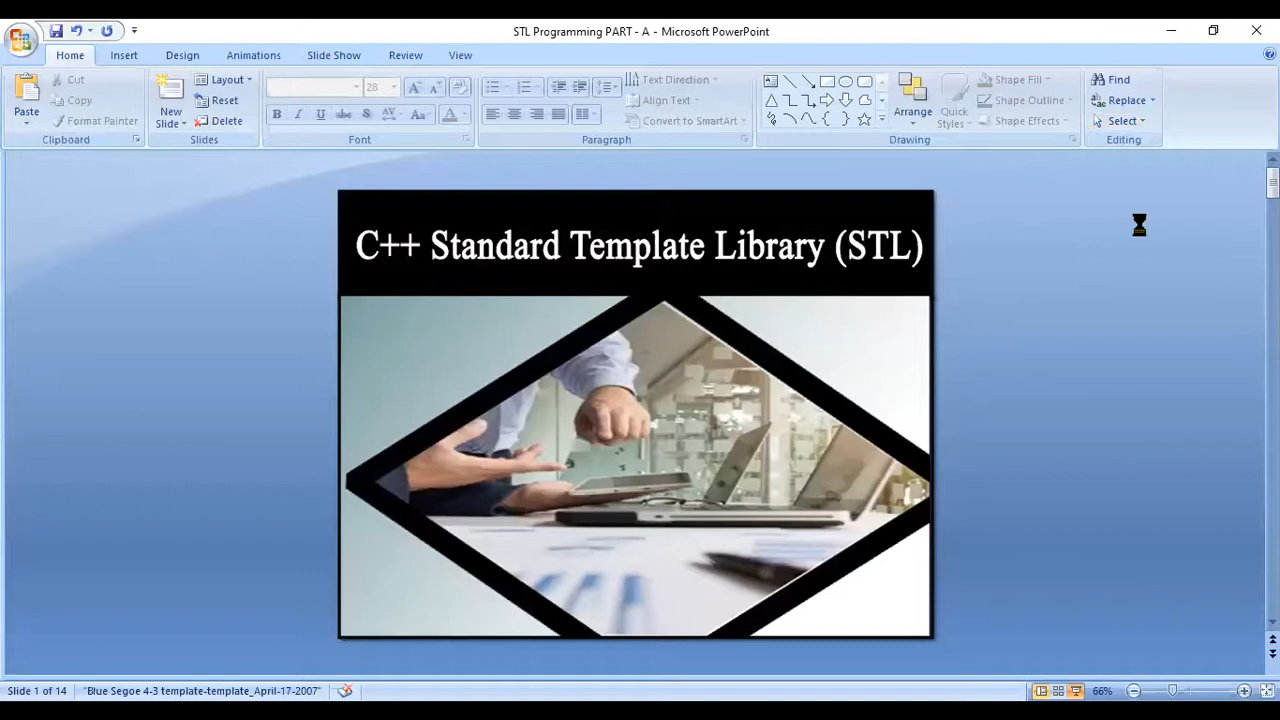 STL Programming PART - A - Microsoft PowerPoint
Home Insert Design Animations Slide Show Review View
Cut
Copy
Format Painter
Paste
Clipboard
New
Slide
Layout
Reset
Delete
Slides
28
B I U abc S AV Aa A
Font
Text Direction
Align Text
Convert to SmartArt
Paragraph
Arrange
Quick
Styles
Shape Fill
Shape Outline
Shape Effects
Drawing
Find
Replace
Select
Editing
C++ Standard Template Library (STL)
Slide 1 of 14 "Blue Segoe 4-3 template-template_April-17-2007" 66%